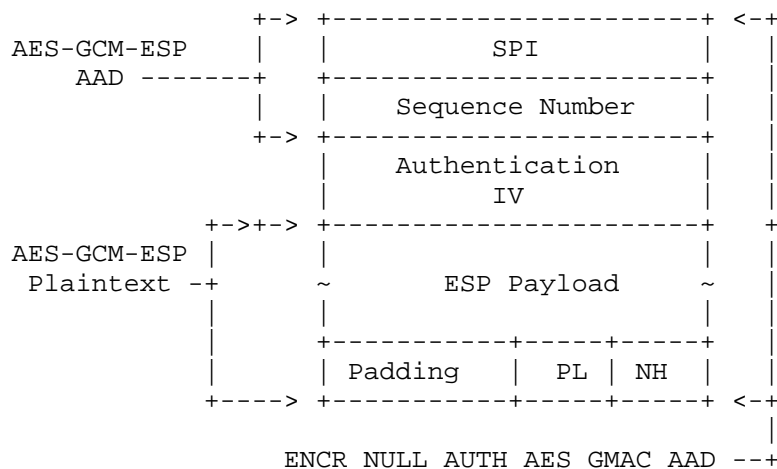 AES-GCM-ESP SPI
AAD
Sequence Number
Authentication
IV
AES-GCM-ESP
Plaintext ESP Payload
Padding PL NH
ENCR NULL AUTH AES GMAC AAD